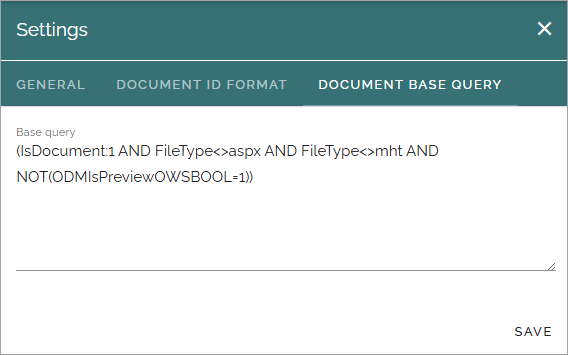 Settings
GENERAL DOCUMENT ID FORMAT DOCUMENT BASE QUERY
Base query
(IsDocument:1 AND FileType<>aspx AND FileType<>mht AND
NOT(ODMIsPreviewOWSBOOL=1))
SAVE